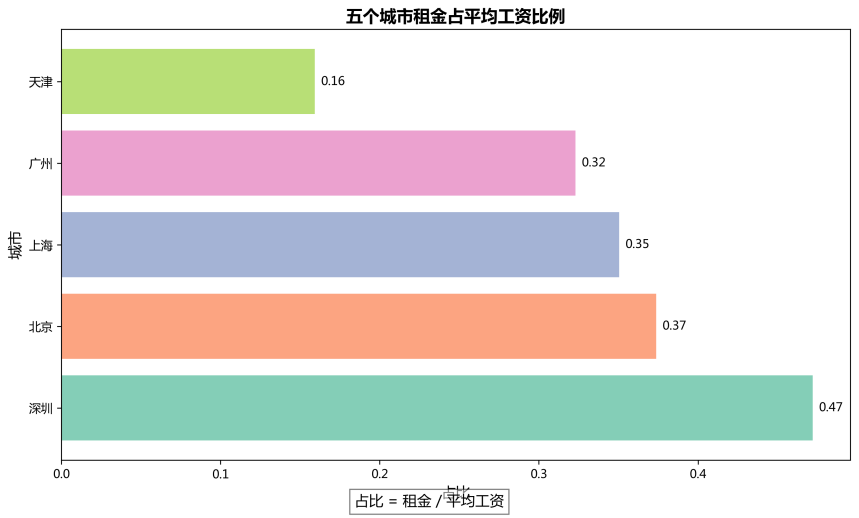 五个城市租金占平均工资比例
天津
0.16
广州
0.32
上海
0.35
北京
0.37
深圳
0.47
城市
0.0
0.1
0.2
0.3
0.4
占比
占比 = 租金 / 平均工资